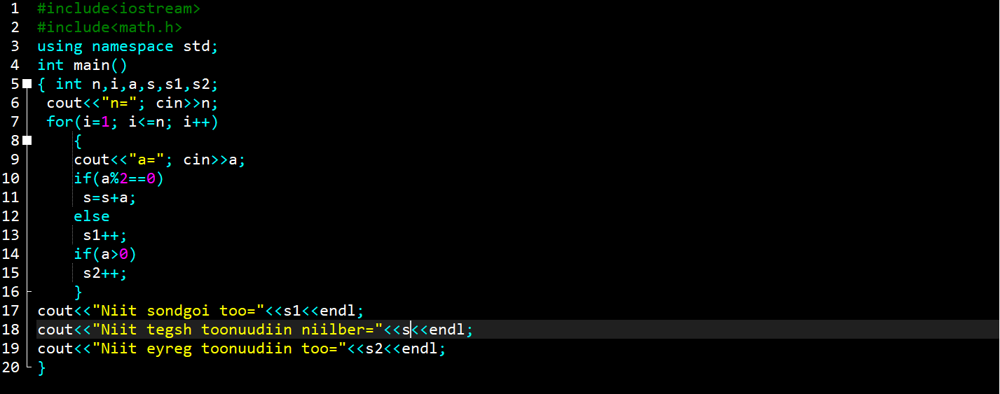 1 #include<iostream>
2 #include<math.h>
3 using namespace std;
4 int main()
5 { int n,i,a,s,s1,s2;
6 cout<<"n="; cin>>n;
7 for(i=1; i<=n; i++)
8 {
9 cout<<"a="; cin>>a;
10 if(a%2==0)
11 s=s+a;
12 else
13 s1++;
14 if(a>0)
15 s2++;
16 }
17 cout<<"Niit sondgoi too="<<s1<<endl;
18 cout<<"Niit tegsh toonuudiin niilber="<<s<<endl;
19 cout<<"Niit eyreg toonuudiin too="<<s2<<endl;
20 }